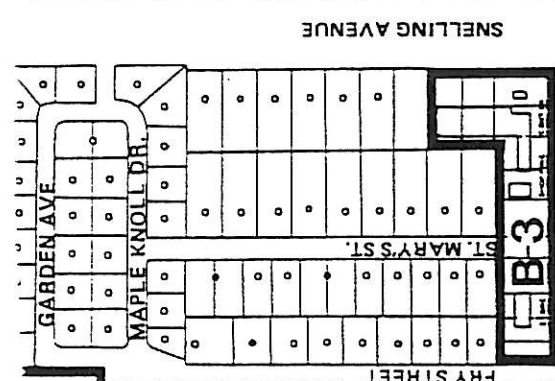 SNELLING AVENUE
GARDEN AVE
MAPLE KNOLL DR.
ST. MARY'S ST.
B-3
FRY STREET